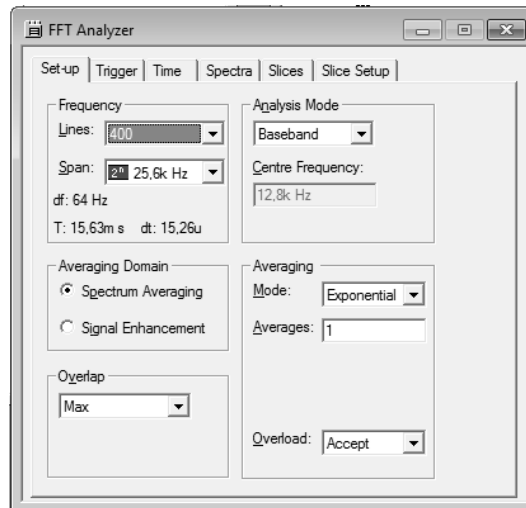 FFT Analyzer
Set-up Trigger Time Spectra Slices Slice Setup
Frequency
Lines: 400
Span: 2ⁿ 25,6k Hz
df: 64 Hz
T: 15,63m s dt: 15,26u
Analysis Mode
Baseband
Centre Frequency:
12,8k Hz
Averaging Domain
Spectrum Averaging
Signal Enhancement
Averaging
Mode: Exponential
Averages: 1
Overlap
Max
Overload: Accept